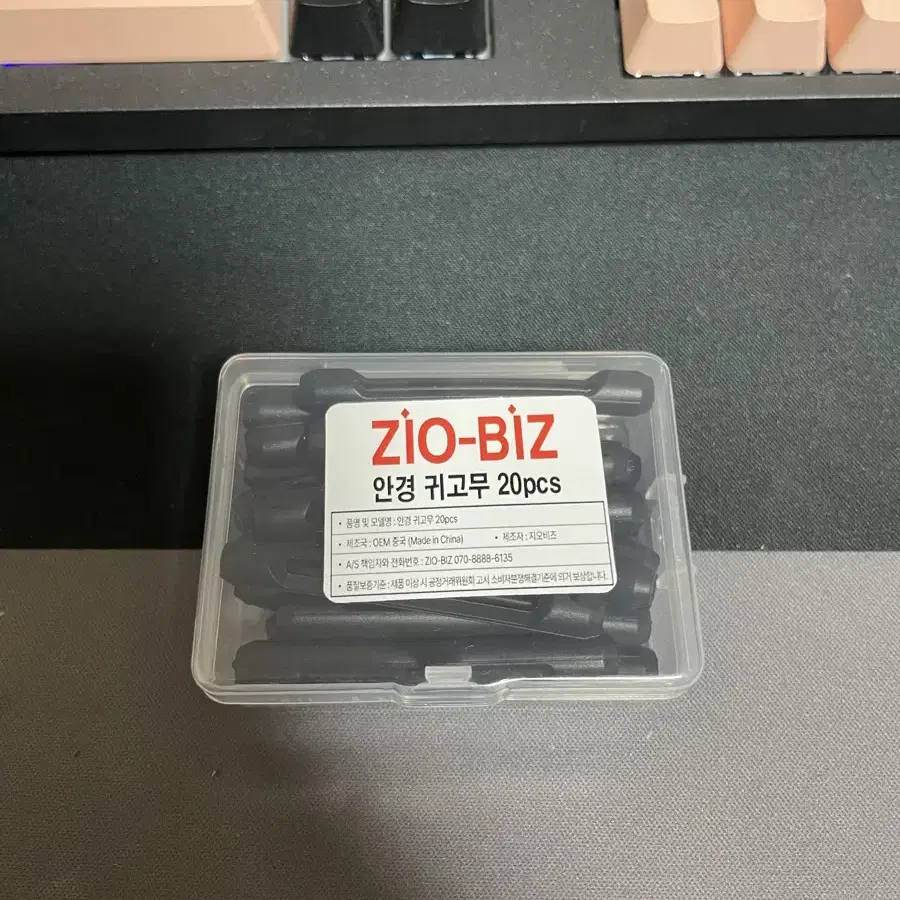 ZiO-BiZ
안경 귀고무 20pcs
• 품명 및 모델명 : 안경 귀고무 20pcs
• 제조국 : OEM 중국 (Made in China) • 제조자 : 지오비즈
• A/S 책임자와 전화번호 : ZIO-BIZ 070-8888-6135
• 품질보증기준 : 제품 이상 시 공정거래위원회 고시 소비자분쟁해결기준에 의거 보상합니다.